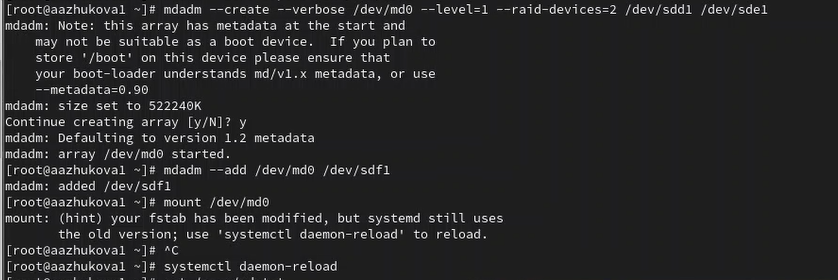 [root@aazhukova1 ~]# mdadm --create --verbose /dev/md0 --level=1 --raid-devices=2 /dev/sdd1 /dev/sde1
mdadm: Note: this array has metadata at the start and
    may not be suitable as a boot device.  If you plan to
    store '/boot' on this device please ensure that
    your boot-loader understands md/v1.x metadata, or use
    --metadata=0.90
mdadm: size set to 522240K
Continue creating array [y/N]? y
mdadm: Defaulting to version 1.2 metadata
mdadm: array /dev/md0 started.
[root@aazhukova1 ~]# mdadm --add /dev/md0 /dev/sdf1
mdadm: added /dev/sdf1
[root@aazhukova1 ~]# mount /dev/md0
mount: (hint) your fstab has been modified, but systemd still uses
       the old version; use 'systemctl daemon-reload' to reload.
[root@aazhukova1 ~]# ^C
[root@aazhukova1 ~]# systemctl daemon-reload